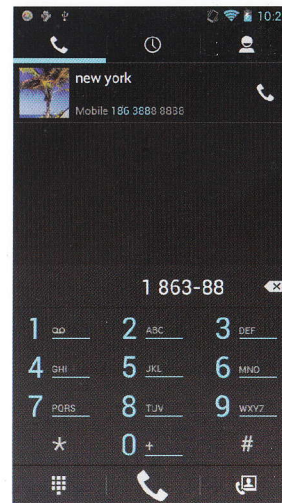 10:2
new york
Mobile 186 3888 8838
1 863-88
1 2 ABC 3 DEF
4 GHI 5 JKL 6 MNO
7 PQRS 8 TUV 9 WXYZ
* 0 + #